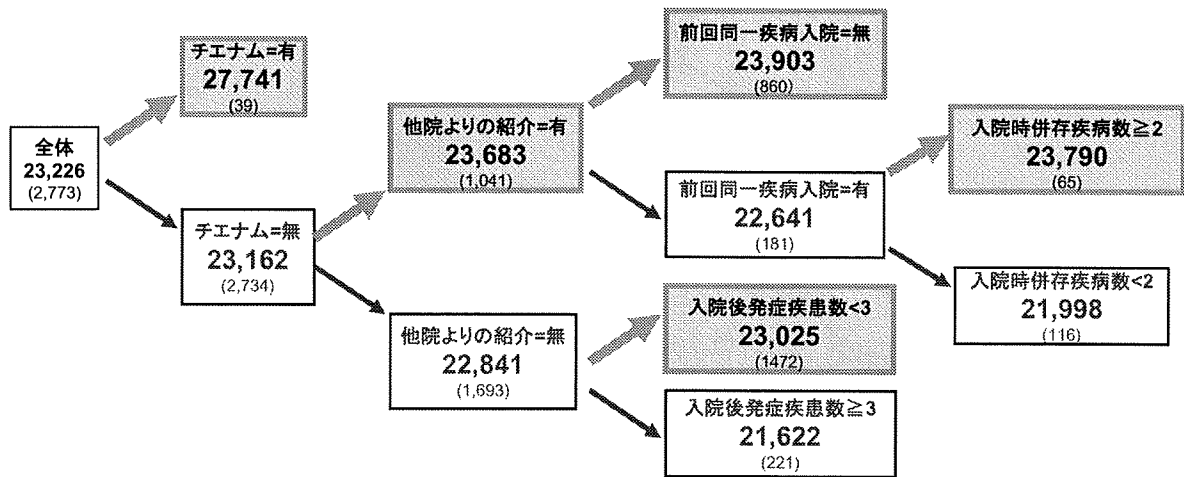 全体
23,226
(2,773)
チエナム=有
27,741
(39)
チエナム=無
23,162
(2,734)
他院よりの紹介=有
23,683
(1,041)
他院よりの紹介=無
22,841
(1,693)
前回同一疾病入院=無
23,903
(860)
前回同一疾病入院=有
22,641
(181)
入院後発症疾患数<3
23,025
(1472)
入院後発症疾患数≧3
21,622
(221)
入院時併存疾病数≧2
23,790
(65)
入院時併存疾病数<2
21,998
(116)